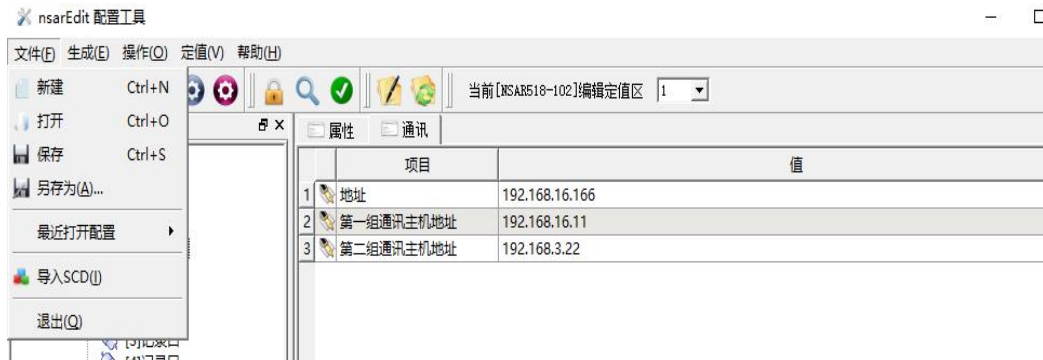 nsarEdit 配置工具
文件(F) 生成(E) 操作(O) 定值(V) 帮助(H)
新建 Ctrl+N
打开 Ctrl+O
保存 Ctrl+S
另存为(A)...
最近打开配置
导入SCD(I)
退出(Q)
当前[NSAR518-102]编辑定值区 1
属性 通讯
项目 值
1 地址 192.168.16.166
2 第一组通讯主机地址 192.168.16.11
3 第二组通讯主机地址 192.168.3.22